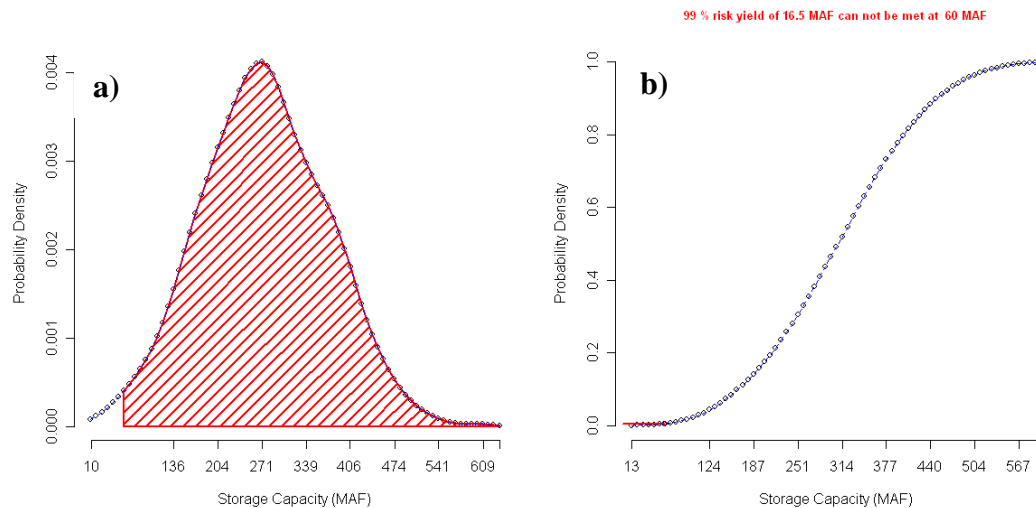 99 % risk yield of 16.5 MAF can not be met at 60 MAF
a)
Probability Density
0.004
0.003
0.002
0.001
0.000
10 136 204 271 339 406 474 541 609
Storage Capacity (MAF)
b)
Probability Density
1.0
0.8
0.6
0.4
0.2
0.0
13 124 187 251 314 377 440 504 567
Storage Capacity (MAF)